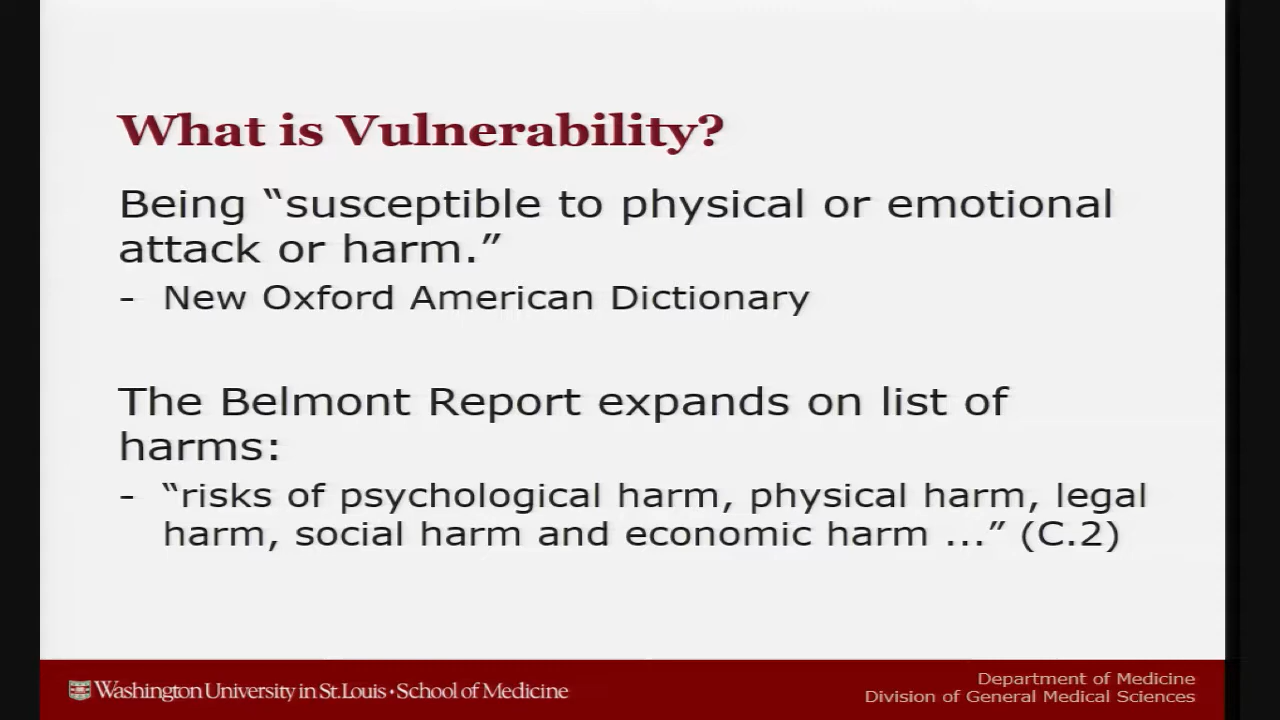 What is Vulnerability?
Being “susceptible to physical or emotional
attack or harm.”
- New Oxford American Dictionary
The Belmont Report expands on list of
harms:
- “risks of psychological harm, physical harm, legal
harm, social harm and economic harm ...” (C.2)
Washington University in St. Louis · School of Medicine
Department of Medicine
Division of General Medical Sciences